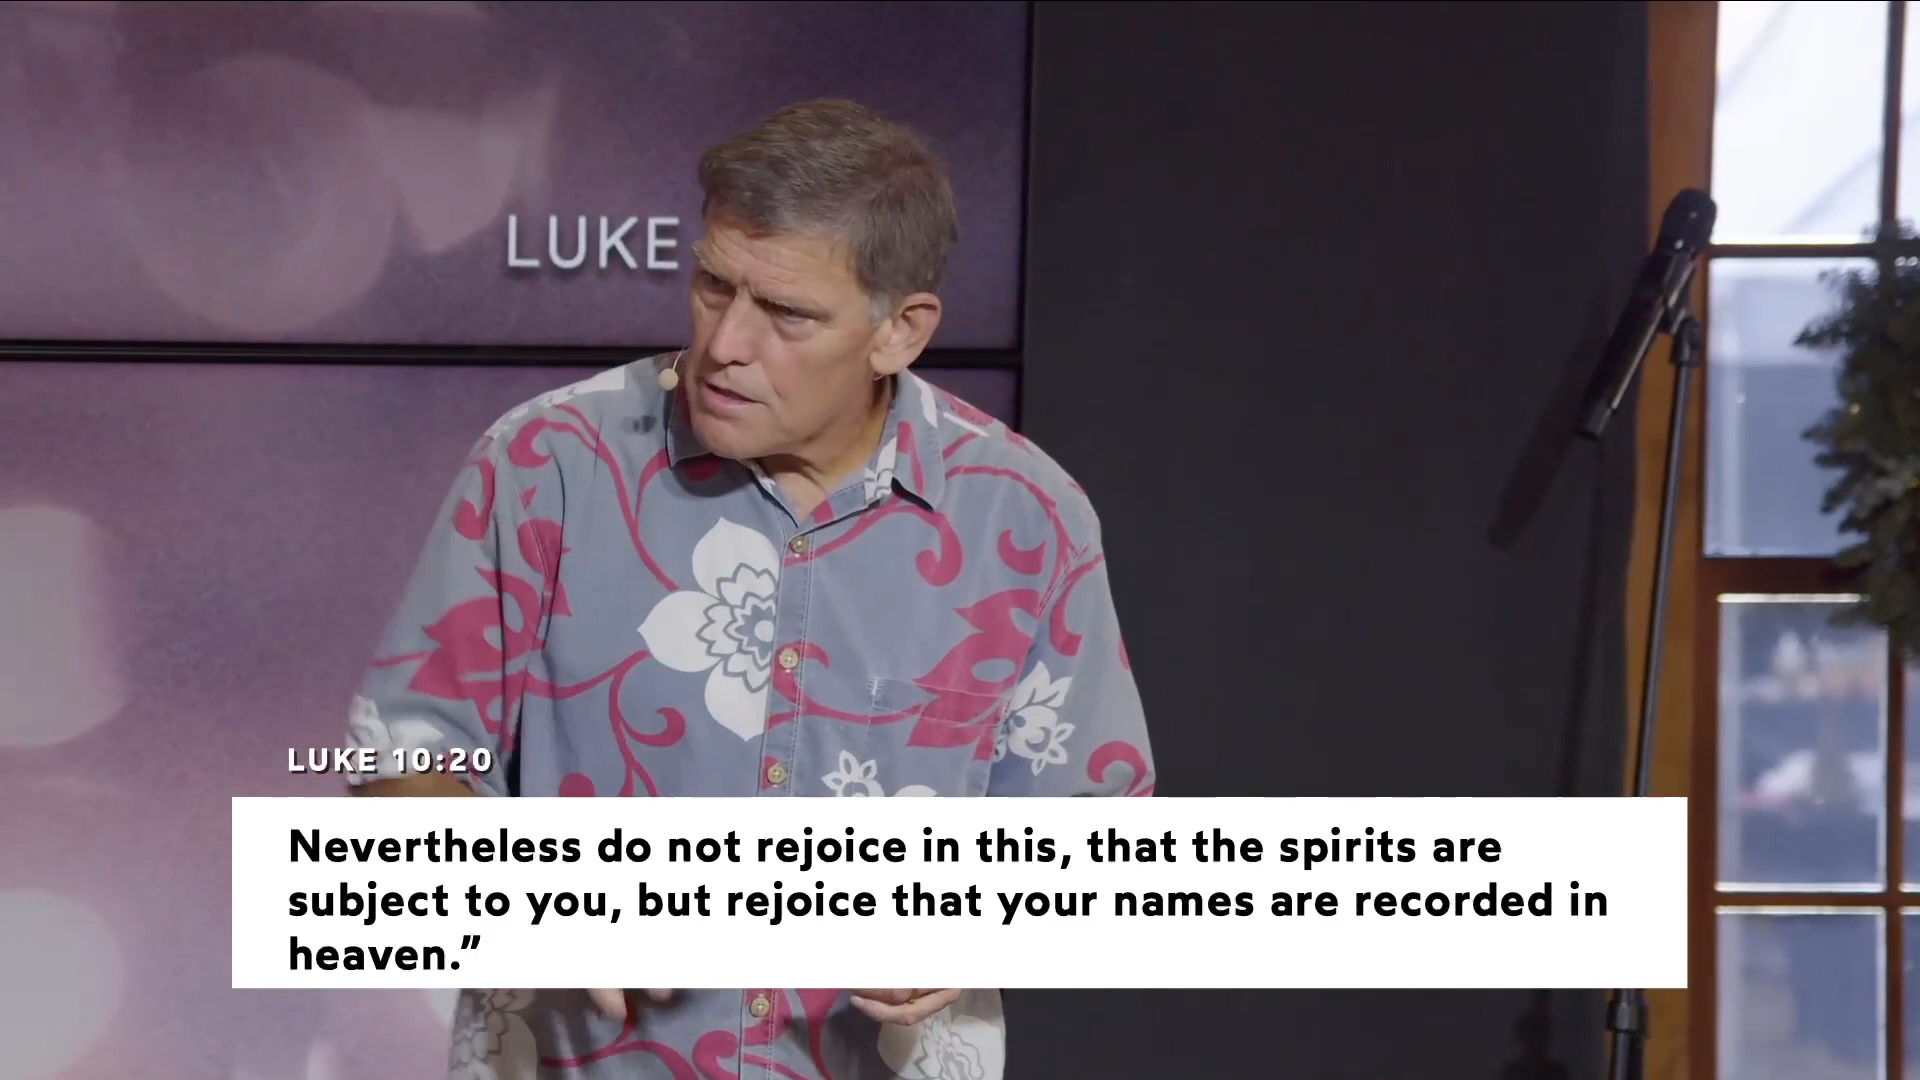 LUKE
LUKE 10:20
Nevertheless do not rejoice in this, that the spirits are
subject to you, but rejoice that your names are recorded in
heaven.”